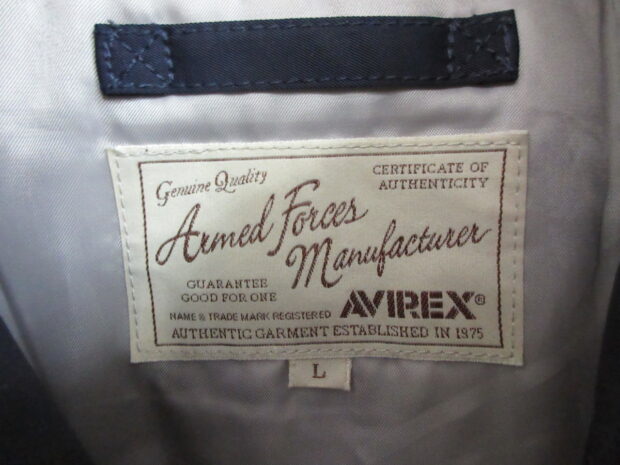 Genuine Quality
CERTIFICATE OF
AUTHENTICITY
Armed Forces
Manufacturer
GUARANTEE
GOOD FOR ONE
NAME & TRADE MARK REGISTERED
AVIREX®
AUTHENTIC GARMENT ESTABLISHED IN 1975
L